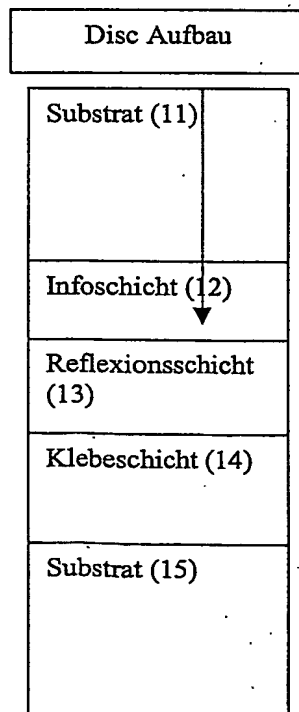 Disc Aufbau
Substrat (11)
Infoschicht (12)
Reflexionsschicht
(13)
Klebeschicht (14)
Substrat (15)